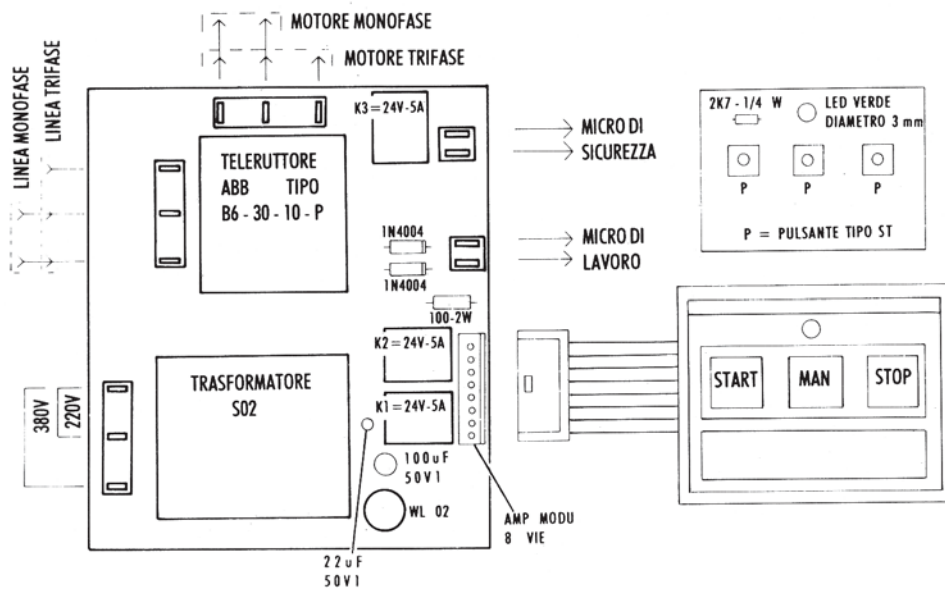 MOTORE MONOFASE
MOTORE TRIFASE
LINEA MONOFASE
LINEA TRIFASE
K3=24V-5A
TELERUTTORE
ABB TIPO
B6-30-10-P
MICRO DI
SICUREZZA
1N4004
1N4004
MICRO DI
LAVORO
100-2W
2K7-1/4 W
LED VERDE
DIAMETRO 3 mm
P P P
P = PULSANTE TIPO ST
K2=24V-5A
TRASFORMATORE
S02
K1=24V-5A
380V
220V
100uF
50Vl
WL 02
22uF
50Vl
AMP MODU
8 VIE
START MAN STOP